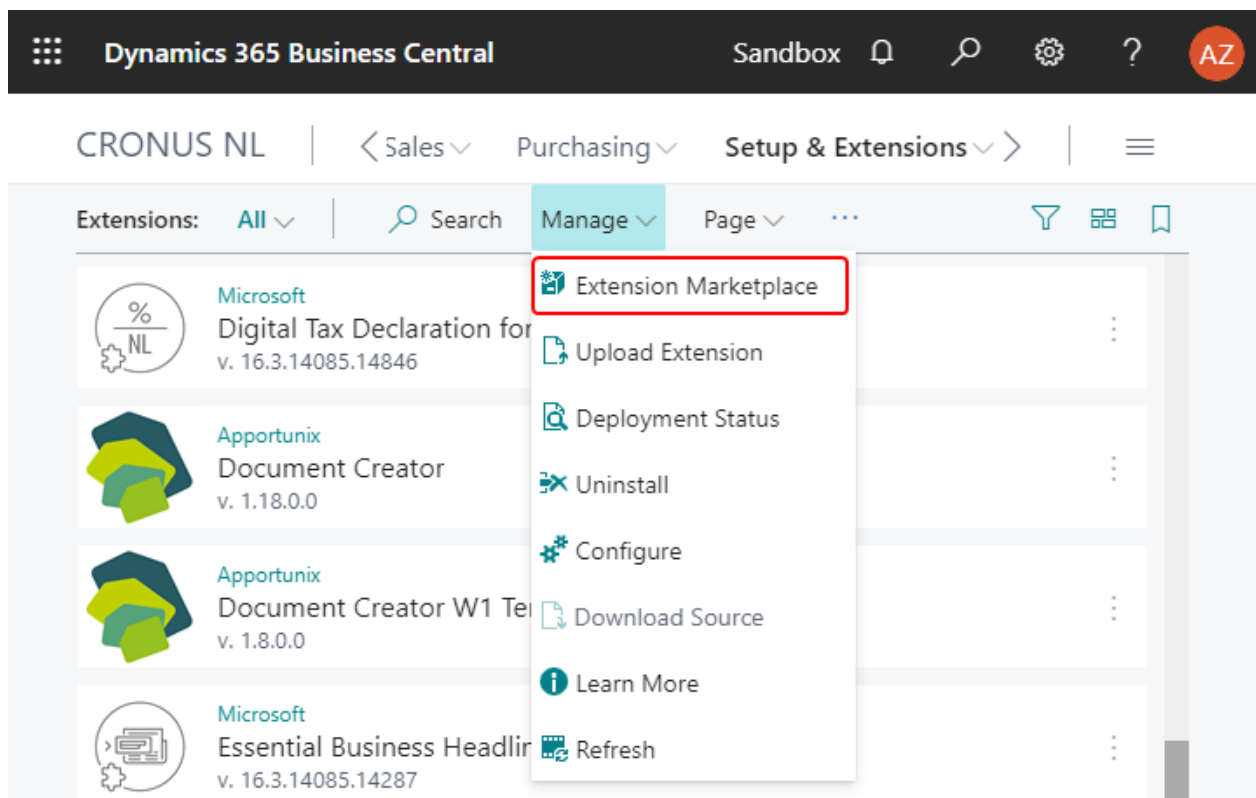 Dynamics 365 Business Central Sandbox ? AZ
CRONUS NL Sales Purchasing Setup & Extensions
Extensions: All Search Manage Page ...
Extension Marketplace
Upload Extension
Deployment Status
Uninstall
Configure
Download Source
Learn More
Refresh
% NL
Microsoft
Digital Tax Declaration for
v. 16.3.14085.14846
Apportunix
Document Creator
v. 1.18.0.0
Apportunix
Document Creator W1
v. 1.8.0.0
Microsoft
Essential Business
v. 16.3.14085.14287